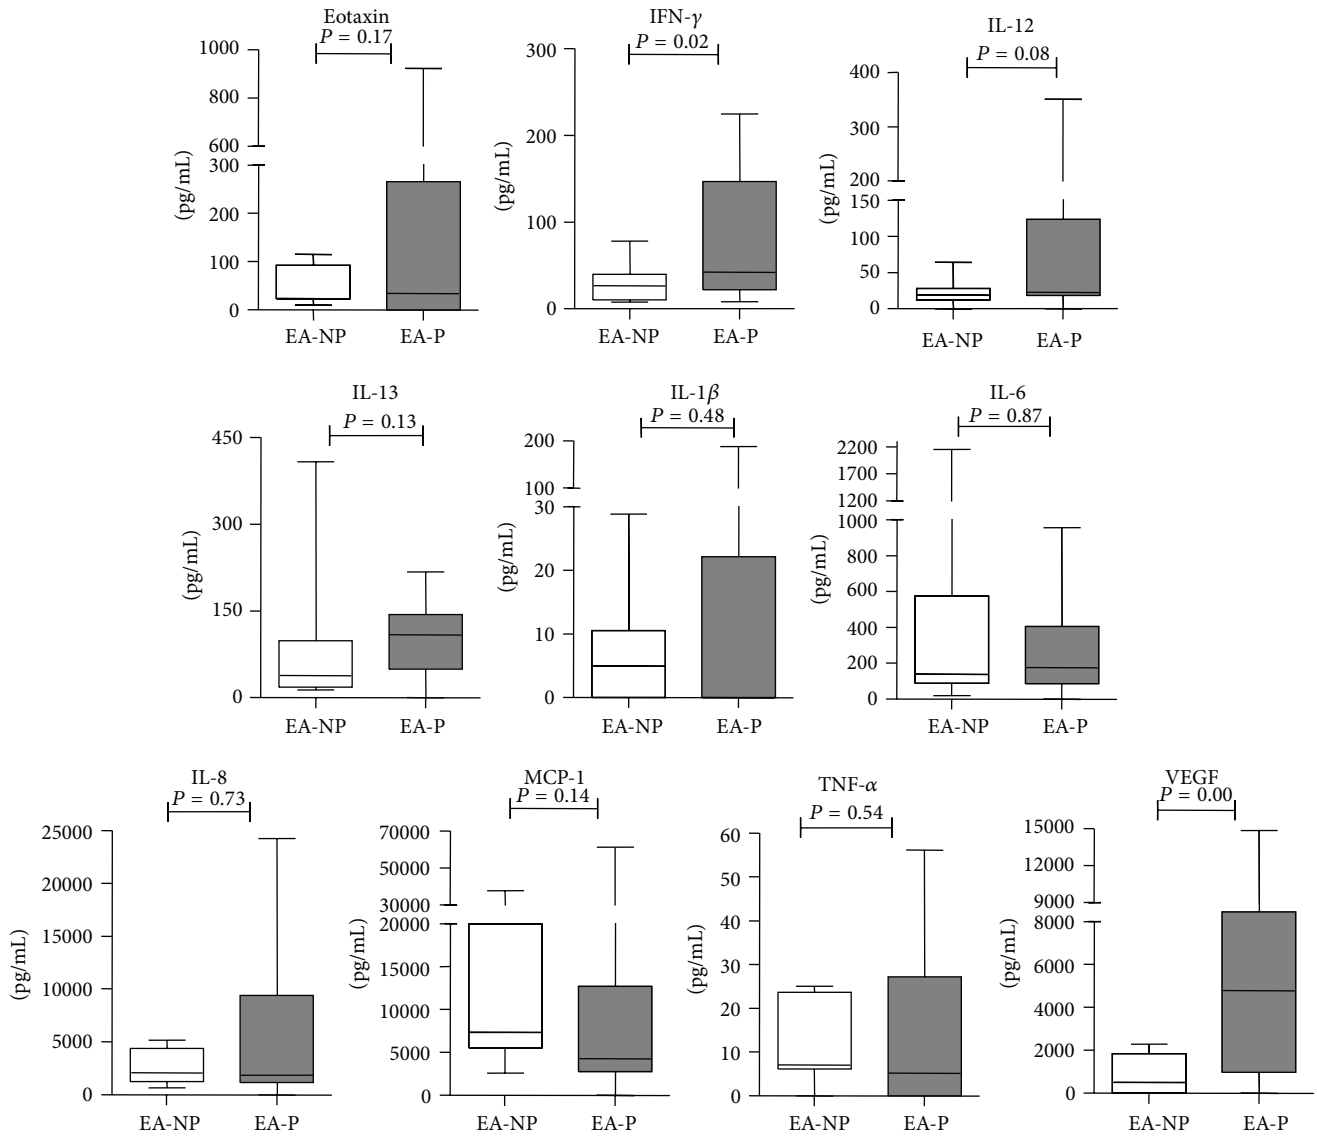 Eotaxin
P = 0.17
1000
800
600
300
200
100
0
(pg/mL)
EA-NP EA-P
IFN-γ
P = 0.02
300
200
100
0
(pg/mL)
EA-NP EA-P
IL-12
P = 0.08
400
300
200
150
100
50
0
(pg/mL)
EA-NP EA-P
IL-13
P = 0.13
450
300
150
0
(pg/mL)
EA-NP EA-P
IL-1β
P = 0.48
200
100
30
20
10
0
(pg/mL)
EA-NP EA-P
IL-6
P = 0.87
2200
1700
1200
1000
800
600
400
200
0
(pg/mL)
EA-NP EA-P
IL-8
P = 0.73
25000
20000
15000
10000
5000
0
(pg/mL)
EA-NP EA-P
MCP-1
P = 0.14
70000
50000
30000
20000
15000
10000
5000
0
(pg/mL)
EA-NP EA-P
TNF-α
P = 0.54
60
50
40
30
20
10
0
(pg/mL)
EA-NP EA-P
VEGF
P = 0.00
15000
12000
9000
8000
6000
4000
2000
0
(pg/mL)
EA-NP EA-P